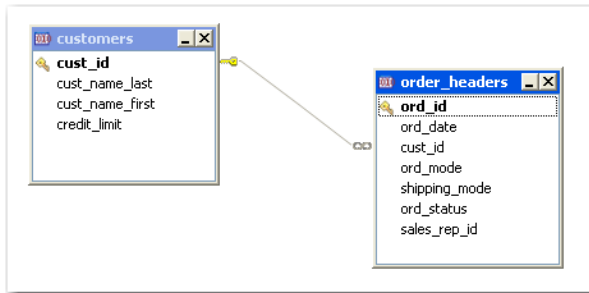 customers
cust_id
cust_name_last
cust_name_first
credit_limit
order_headers
ord_id
ord_date
cust_id
ord_mode
shipping_mode
ord_status
sales_rep_id